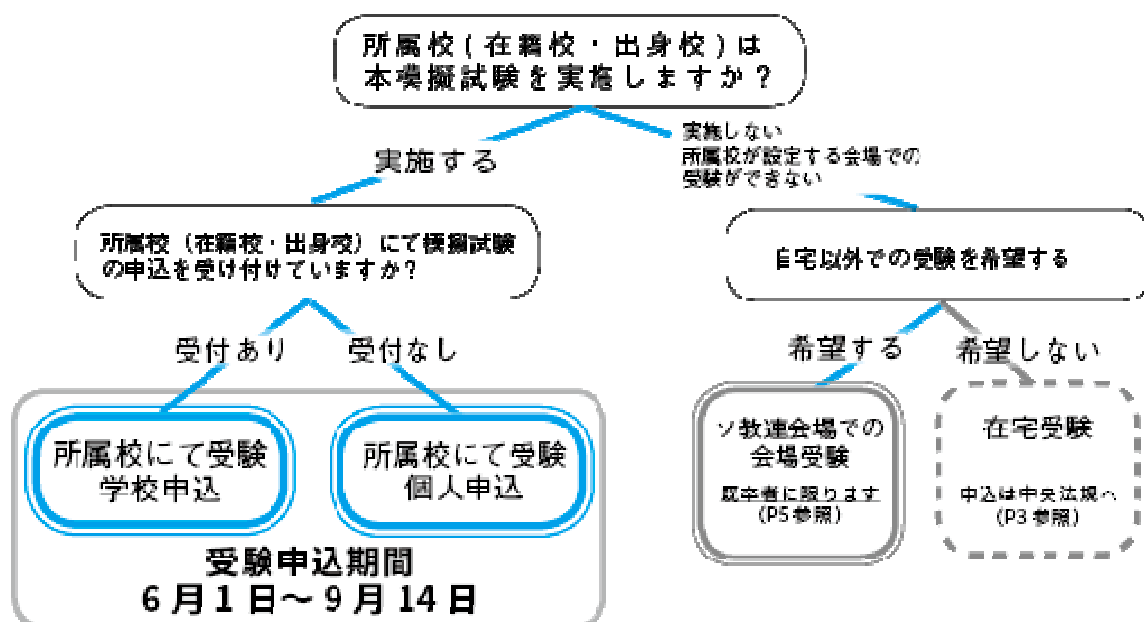 所属校(在籍校・出身校)は
本模擬試験を実施しますか？
実施する
実施しない
所属校が設定する会場での
受験ができない
所属校（在籍校・出身校）にて模擬試験
の申込を受け付けていますか？
自宅以外での受験を希望する
受付あり
受付なし
希望する
希望しない
所属校にて受験
学校申込
所属校にて受験
個人申込
ソ教連会場での
会場受験
既卒者に限ります
(P5参照)
在宅受験
申込は中央法規へ
(P3参照)
受験申込期間
6月1日～9月14日